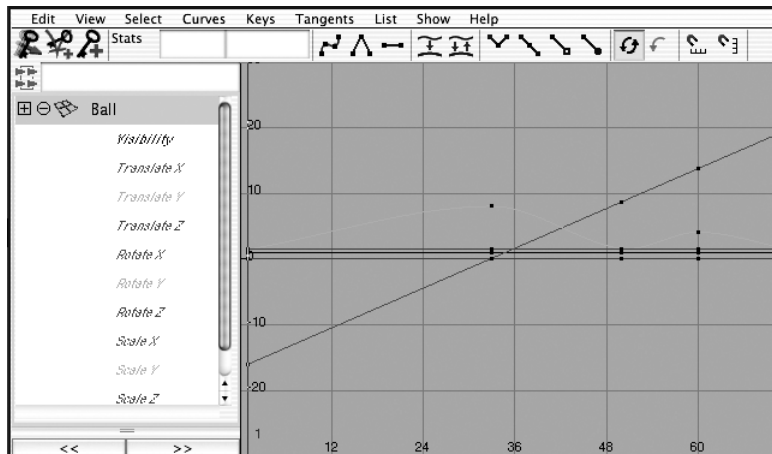 Edit View Select Curves Keys Tangents List Show Help
Stats
Ball
Visibility
Translate X
Translate Y
Translate Z
Rotate X
Rotate Y
Rotate Z
Scale X
Scale Y
Scale Z
<< >>
20
10
0
-10
-20
1 12 24 36 48 60